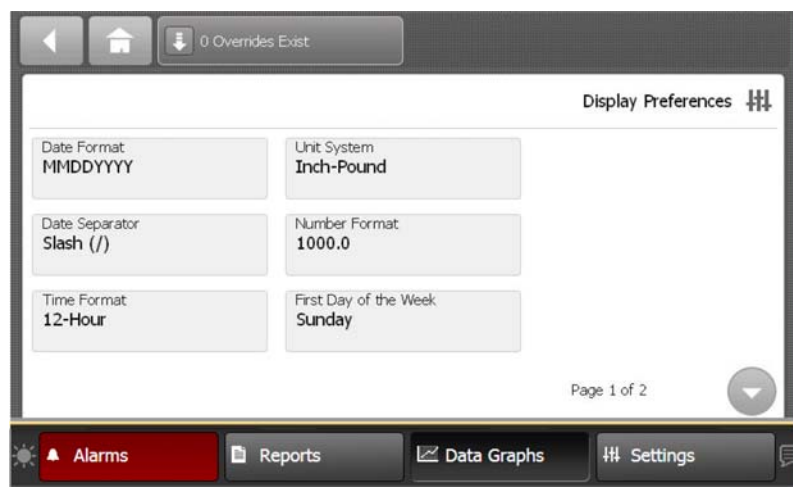 0 Overrides Exist
Display Preferences
Date Format
MMDDYYYY
Unit System
Inch-Pound
Date Separator
Slash (/)
Number Format
1000.0
Time Format
12-Hour
First Day of the Week
Sunday
Page 1 of 2
Alarms
Reports
Data Graphs
Settings